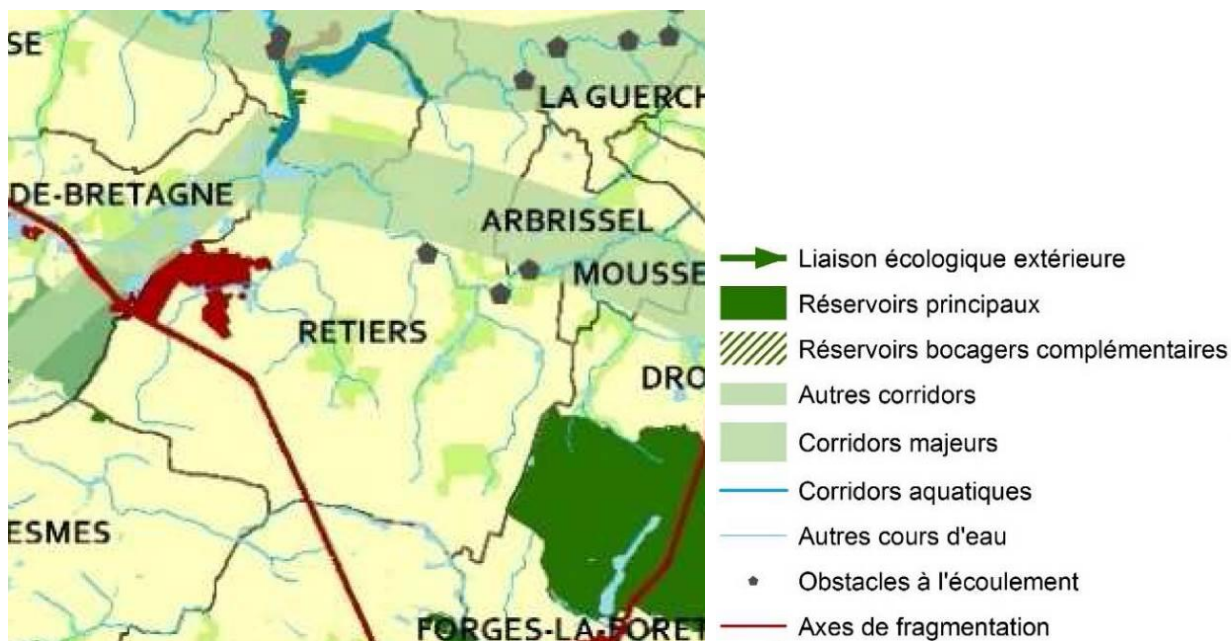 SE
LA GUERCH
DE-BRETAGNE
ARBRISSEL
MOUSSE
RETIERS
DRO
ESMES
FORGES-LA-FORET
Liaison écologique extérieure
Réservoirs principaux
Réservoirs bocagers complémentaires
Autres corridors
Corridors majeurs
Corridors aquatiques
Autres cours d'eau
Obstacles à l'écoulement
Axes de fragmentation